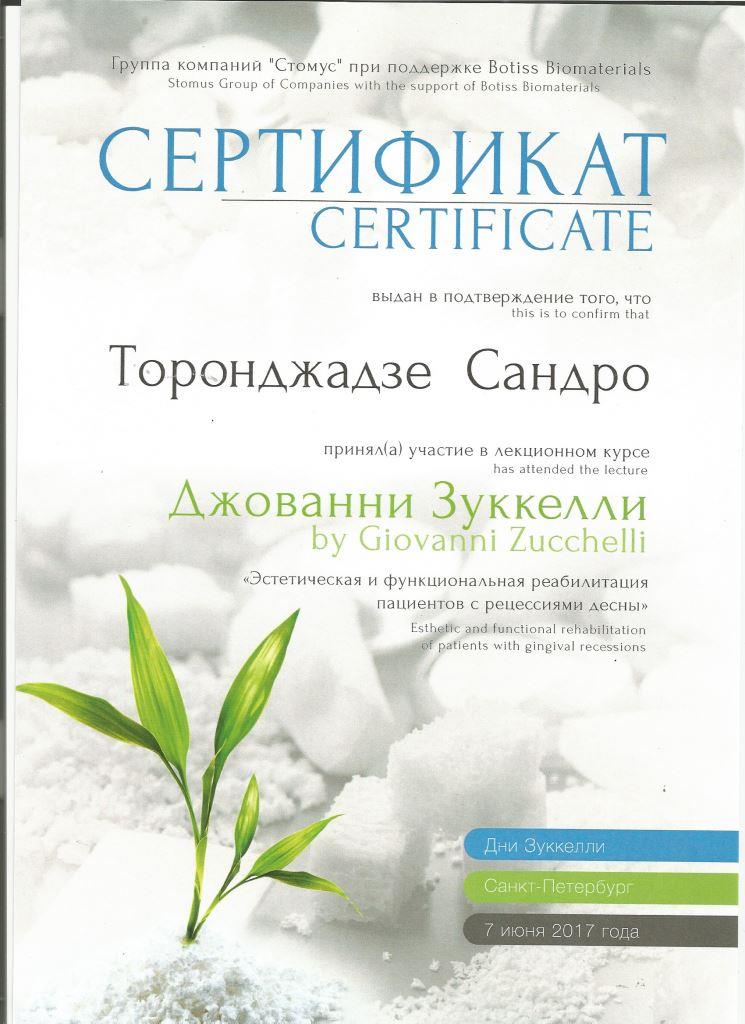 Группа компаний "Стомус" при поддержке Botiss Biomaterials
Stomus Group of Companies with the support of Botiss Biomaterials
СЕРТИФИКАТ
CERTIFICATE
выдан в подтверждение того, что
this is to confirm that
Торонджадзе Сандро
принял(а) участие в лекционном курсе
has attended the lecture
Джованни Зуккелли
by Giovanni Zucchelli
«Эстетическая и функциональная реабилитация
пациентов с рецессиями десны»
Esthetic and functional rehabilitation
of patients with gingival recessions
Дни Зуккелли
Санкт-Петербург
7 июня 2017 года